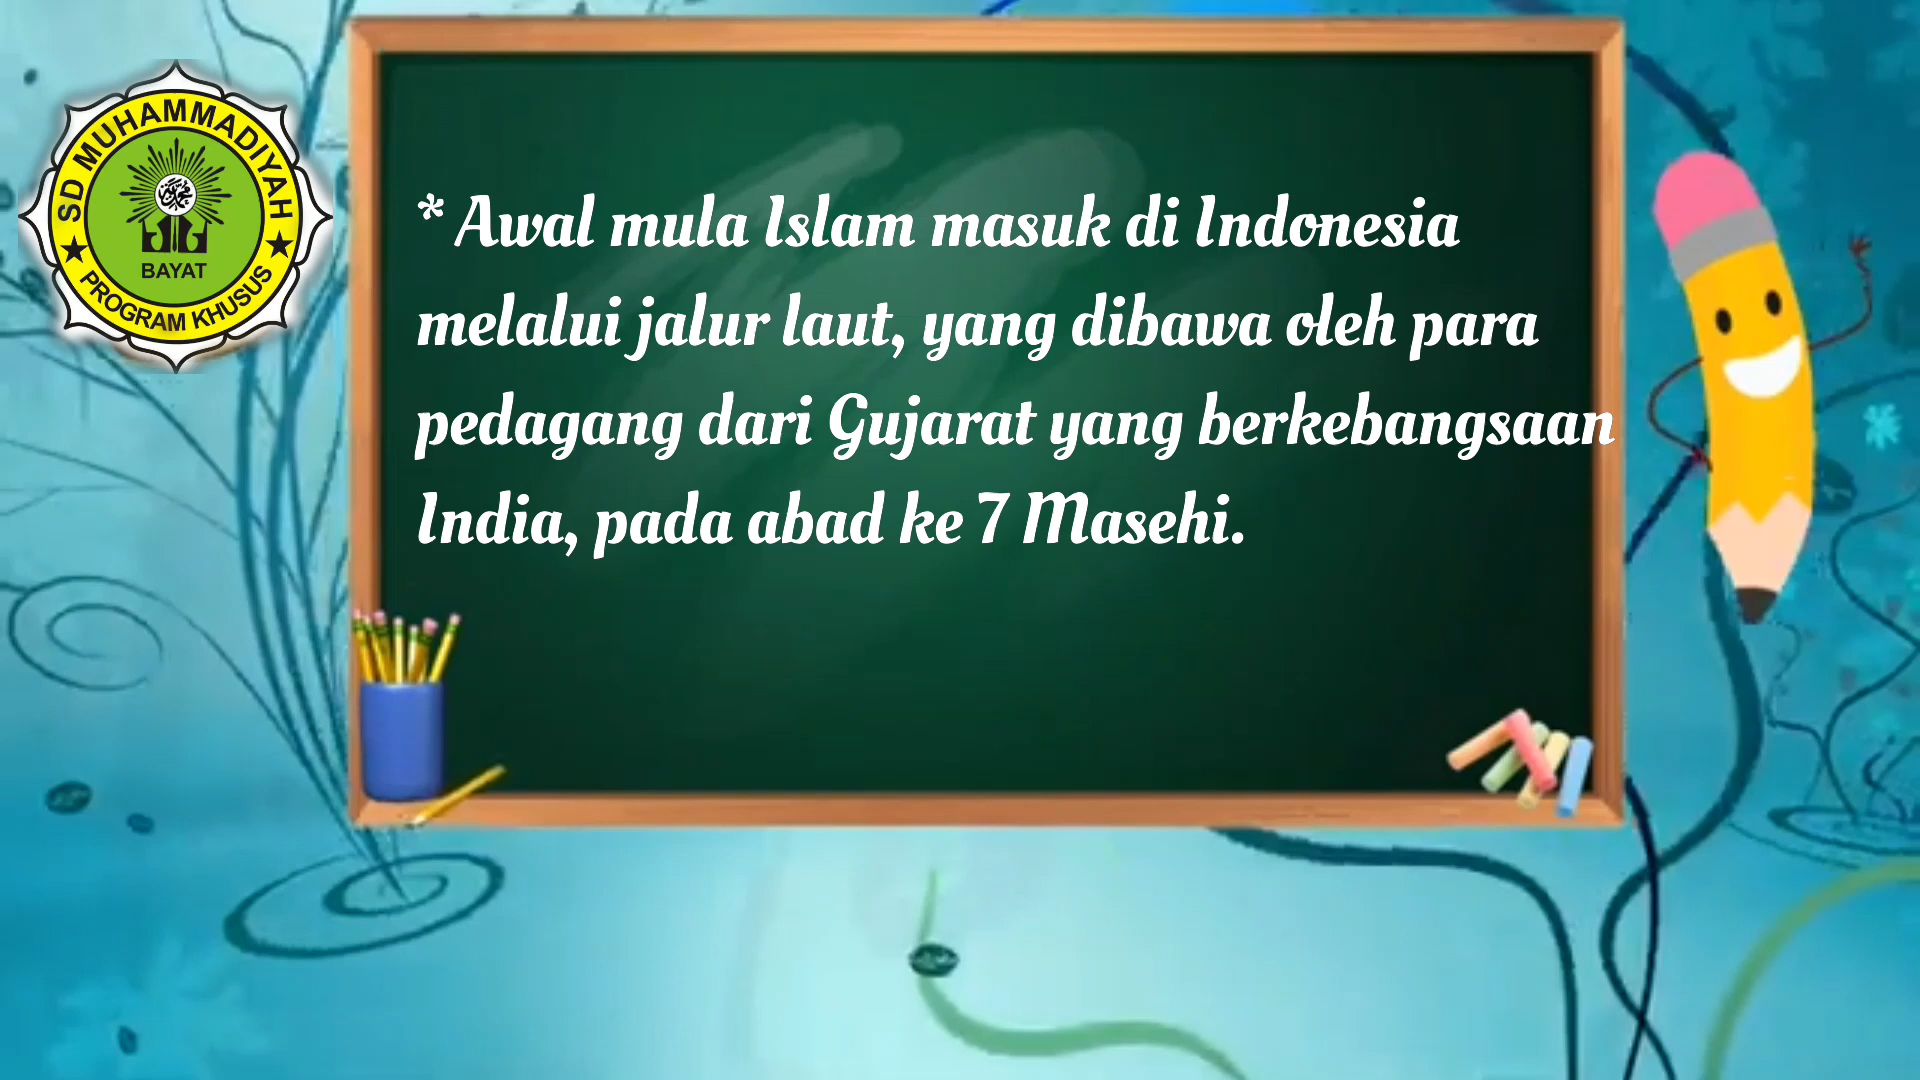 SD MUHAMMADIYAH
BAYAT
PROGRAM KHUSUS
* Awal mula Islam masuk di Indonesia
melalui jalur laut, yang dibawa oleh para
pedagang dari Gujarat yang berkebangsaan
India, pada abad ke 7 Masehi.